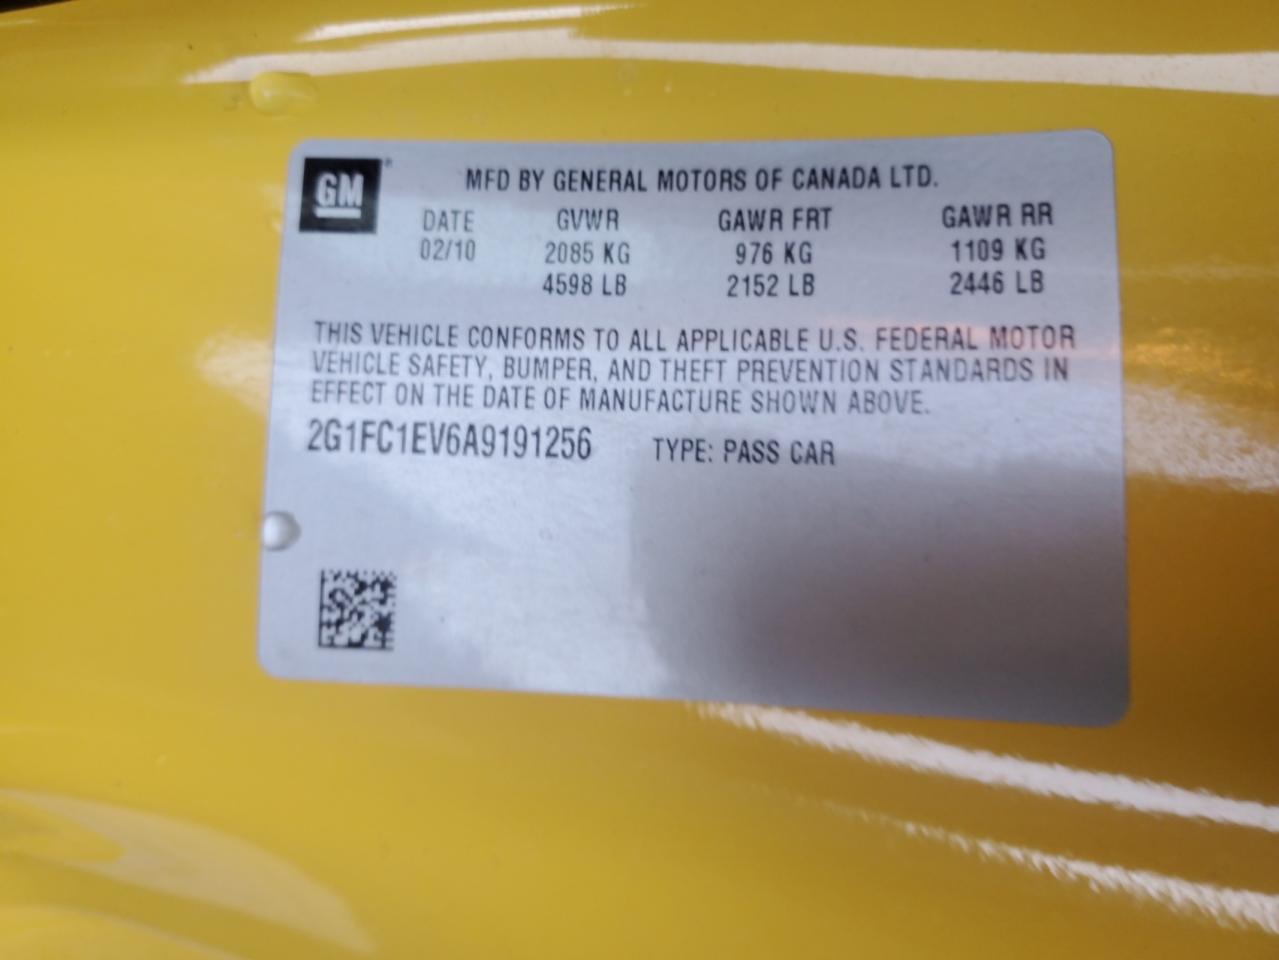 GM
MFD BY GENERAL MOTORS OF CANADA LTD.
DATE GVWR GAWR FRT GAWR RR
02/10 2085 KG 976 KG 1109 KG
4598 LB 2152 LB 2446 LB
THIS VEHICLE CONFORMS TO ALL APPLICABLE U.S. FEDERAL MOTOR
VEHICLE SAFETY, BUMPER, AND THEFT PREVENTION STANDARDS IN
EFFECT ON THE DATE OF MANUFACTURE SHOWN ABOVE.
2G1FC1EV6A9191256 TYPE: PASS CAR